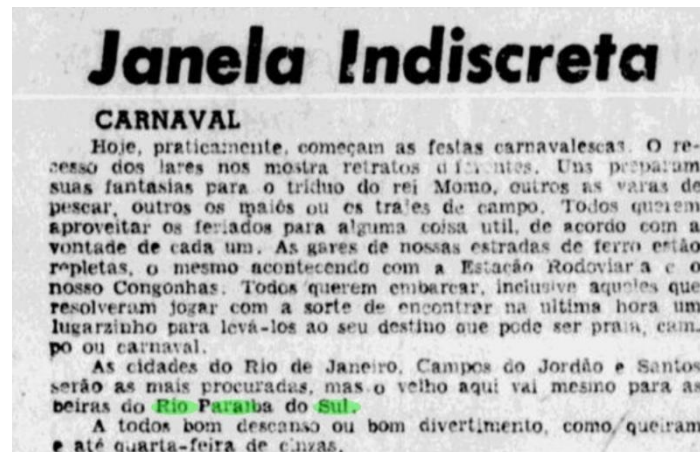 Janela Indiscreta
CARNAVAL
Hoje, praticamente, começam as festas carnavalescas. O re-
cesso dos lares nos mostra retratos diferentes. Uns preparam
suas fantasias para o tríduo do rei Momo, outros as varas de
pescar, outros os maiôs ou os trajes de campo. Todos querem
aproveitar os feriados para alguma coisa util, de acordo com a
vontade de cada um. As gares de nossas estradas de ferro estão
repletas, o mesmo acontecendo com a Estação Rodoviaria e o
nosso Congonhas. Todos querem embarcar, inclusive aqueles que
resolveram jogar com a sorte de encontrar na ultima hora um
lugarzinho para levá-los ao seu destino que pode ser praia, cam-
po ou carnaval.
As cidades do Rio de Janeiro, Campos do Jordão e Santos
serão as mais procuradas, mas o velho aqui vai mesmo para as
beiras do Rio Paraiba do Sul.
A todos bom descanso ou bom divertimento, como queiram
e até quarta-feira de cinzas.